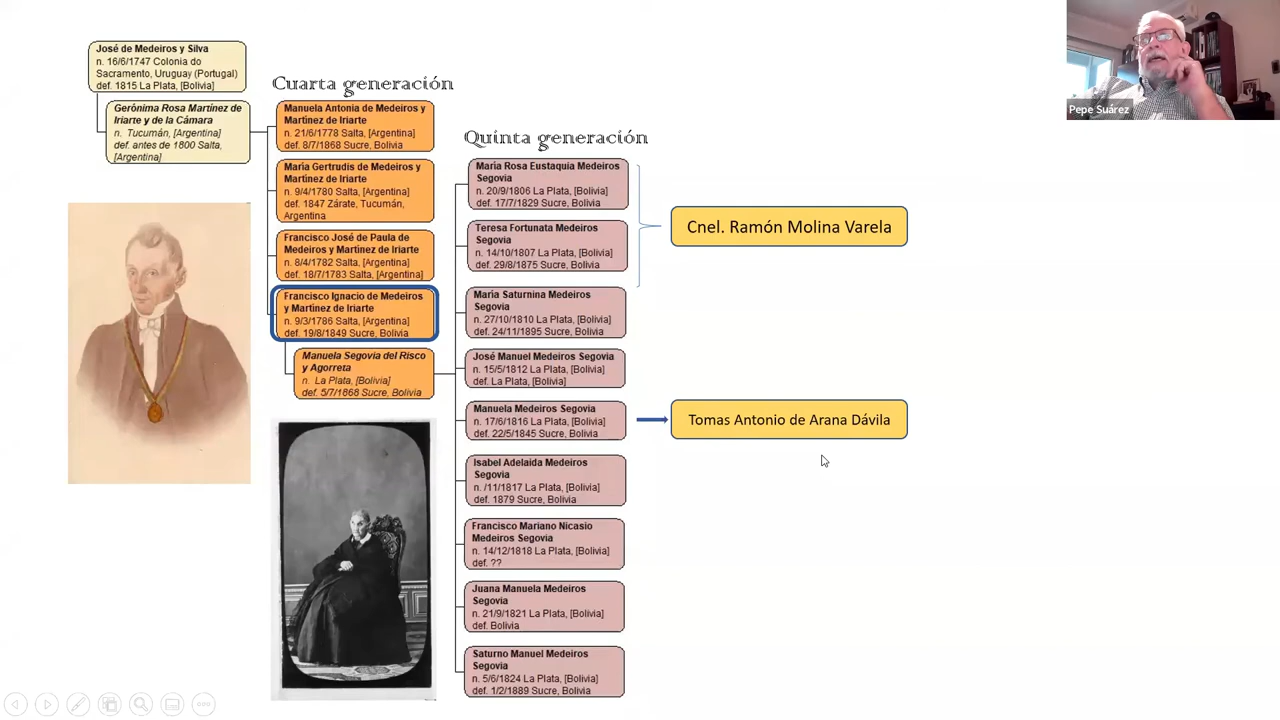 José de Medeiros y Silva
n. 16/6/1747 Colonia do
Sacramento, Uruguay (Portugal)
def. 1815 La Plata, [Bolivia]
Gerónima Rosa Martínez de
Iriarte y de la Cámara
n. Tucumán, [Argentina]
def. antes de 1800 Salta,
[Argentina]
Cuarta generación
Manuela Antonia de Medeiros y
Martinez de Iriarte
n. 21/6/1778 Salta, [Argentina]
def. 8/7/1868 Sucre, Bolivia
María Gertrudis de Medeiros y
Martinez de Iriarte
n. 9/4/1780 Salta, [Argentina]
def. 1847 Zárate, Tucumán,
Argentina
Francisco José de Paula de
Medeiros y Martinez de Iriarte
n. 8/4/1782 Salta, [Argentina]
def. 18/7/1783 Salta, [Argentina]
Francisco Ignacio de Medeiros
y Martinez de Iriarte
n. 9/3/1786 Salta, [Argentina]
def. 19/8/1849 Sucre, Bolivia
Manuela Segovia del Risco
y Agorreta
n. La Plata, [Bolivia]
def. 5/7/1868 Sucre, Bolivia
Quinta generación
María Rosa Eustaquia Medeiros
Segovia
n. 20/9/1806 La Plata, [Bolivia]
def. 17/7/1829 Sucre, Bolivia
Teresa Fortunata Medeiros
Segovia
n. 14/10/1807 La Plata, [Bolivia]
def. 29/8/1875 Sucre, Bolivia
María Saturnina Medeiros
Segovia
n. 27/10/1810 La Plata, [Bolivia]
def. 24/11/1895 Sucre, Bolivia
José Manuel Medeiros Segovia
n. 15/5/1812 La Plata, [Bolivia]
def. La Plata, [Bolivia]
Manuela Medeiros Segovia
n. 17/6/1816 La Plata, [Bolivia]
def. 22/5/1845 Sucre, Bolivia
Isabel Adelaida Medeiros
Segovia
n. /11/1817 La Plata, [Bolivia]
def. 1879 Sucre, Bolivia
Francisco Mariano Nicasio
Medeiros Segovia
n. 14/12/1818 La Plata, [Bolivia]
def. ??
Juana Manuela Medeiros
Segovia
n. 21/9/1821 La Plata, [Bolivia]
def. Bolivia
Saturno Manuel Medeiros
Segovia
n. 5/6/1824 La Plata, [Bolivia]
def. 1/2/1889 Sucre, Bolivia
Cnel. Ramón Molina Varela
Tomas Antonio de Arana Dávila
Pepe Suárez